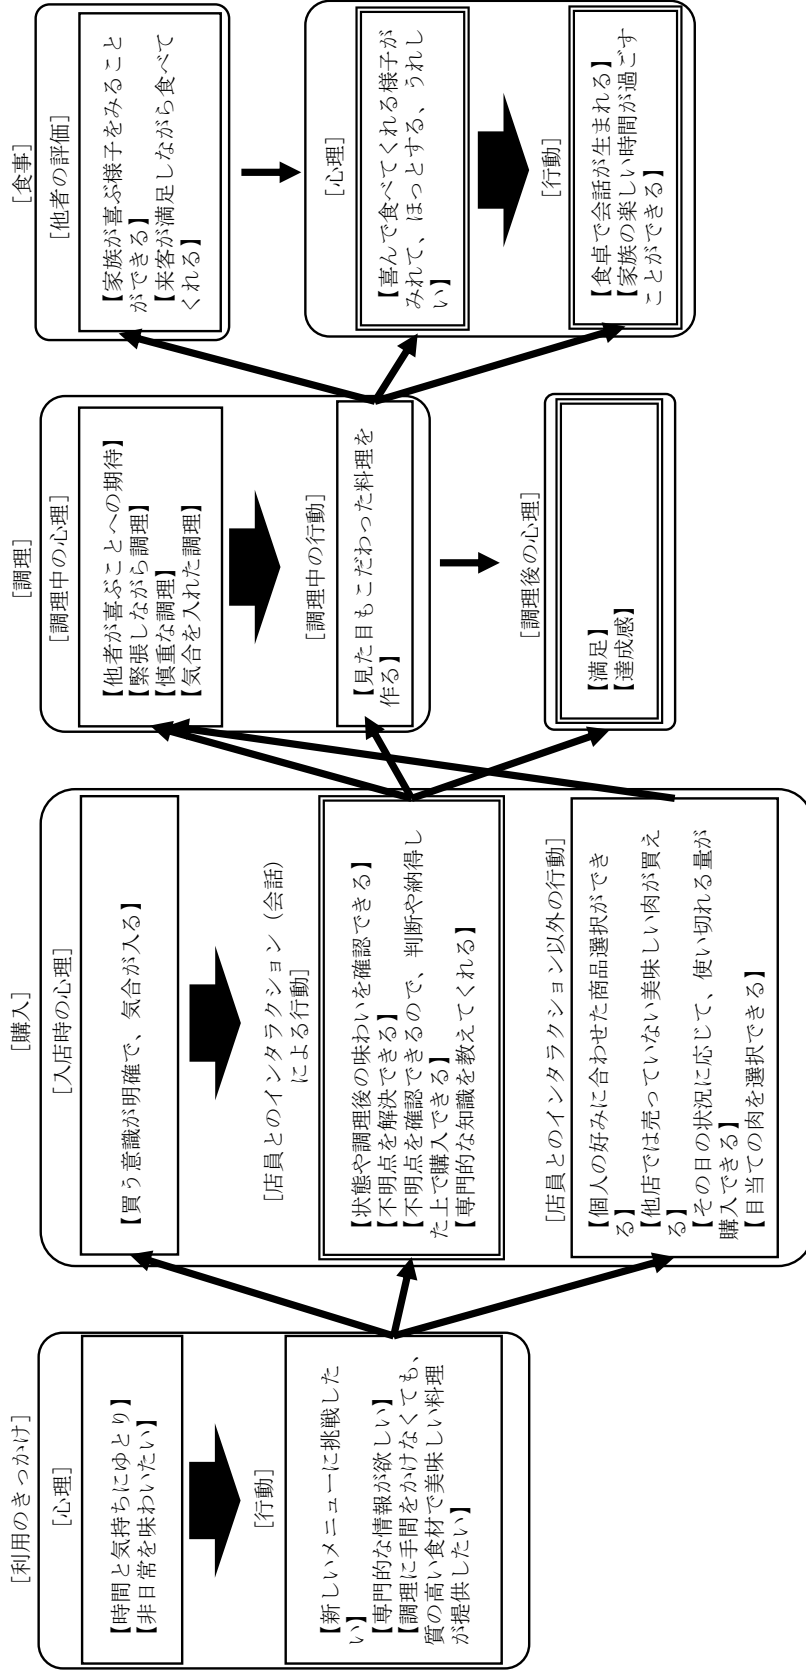 [利用のきっかけ]
[心理]
【時間と気持ちにゆとり】
【非日常を味わいたい】
[行動]
【新しいメニューに挑戦した
い】
【専門的な情報が欲しい】
【調理に手間をかけなくても、
質の高い食材で美味しい料理
が提供したい】
[購入]
[入店時の心理]
【買う意識が明確で、気合が入る】
[店員とのインタラクション（会話）
による行動]
【状態や調理後の味わいを確認できる】
【不明点を解決できる】
【不明点を確認できるので、判断や納得し
た上で購入できる】
【専門的な知識を教えてくれる】
[店員とのインタラクション以外の行動]
【個人の好みに合わせた商品選択ができ
る】
【他店では売っていない美味しい肉が買え
る】
【その日の状況に応じて、使い切れる量が
購入できる】
【目当ての肉を選択できる】
[調理]
[調理中の心理]
【他者が喜ぶことへの期待】
【緊張しながら調理】
【慎重な調理】
【気合を入れた調理】
[調理中の行動]
【見た目もこだわった料理を
作る】
[調理後の心理]
【満足】
【達成感】
[食事]
[他者の評価]
【家族が喜ぶ様子をみること
ができる】
【来客が満足しながら食べて
くれる】
[心理]
【喜んで食べてくれる様子が
みれて、ほっとする、うれし
い】
[行動]
【食卓で会話が生まれる】
【家族の楽しい時間が過ごす
ことができる】